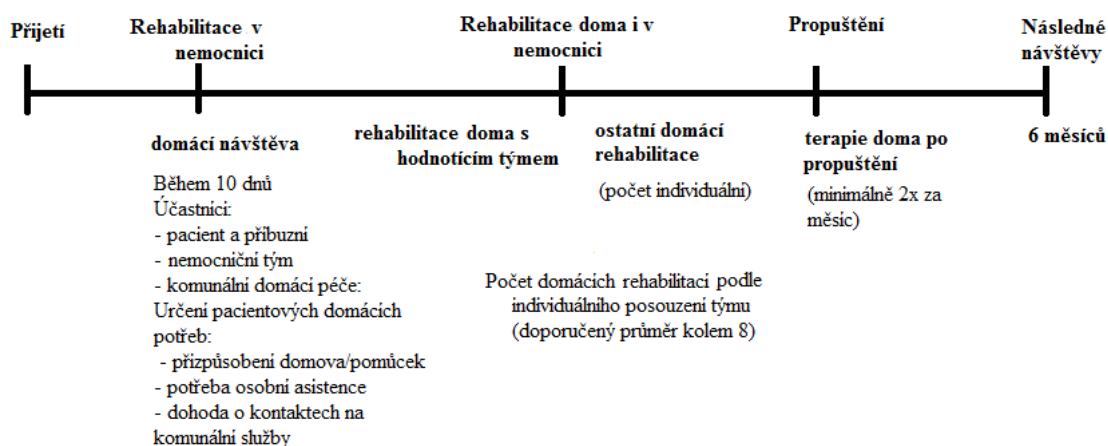 Přijetí
Rehabilitace v
nemocnici
Rehabilitace doma i v
nemocnici
Propuštění
Následné
návštěvy
domácí návštěva
Během 10 dnů
Účastníci:
- pacient a příbuzní
- nemocniční tým
- komunální domácí péče:
Určení pacientových domácích
potřeb:
- přizpůsobení domova/pomůcek
- potřeba osobní asistence
- dohoda o kontaktech na
komunální služby
rehabilitace doma s
hodnotícím týmem
ostatní domácí
rehabilitace
(počet individuální)
Počet domácích rehabilitací podle
individuálního posouzení týmu
(doporučený průměr kolem 8)
terapie doma po
propuštění
(minimálně 2x za
měsíc)
6 měsíců